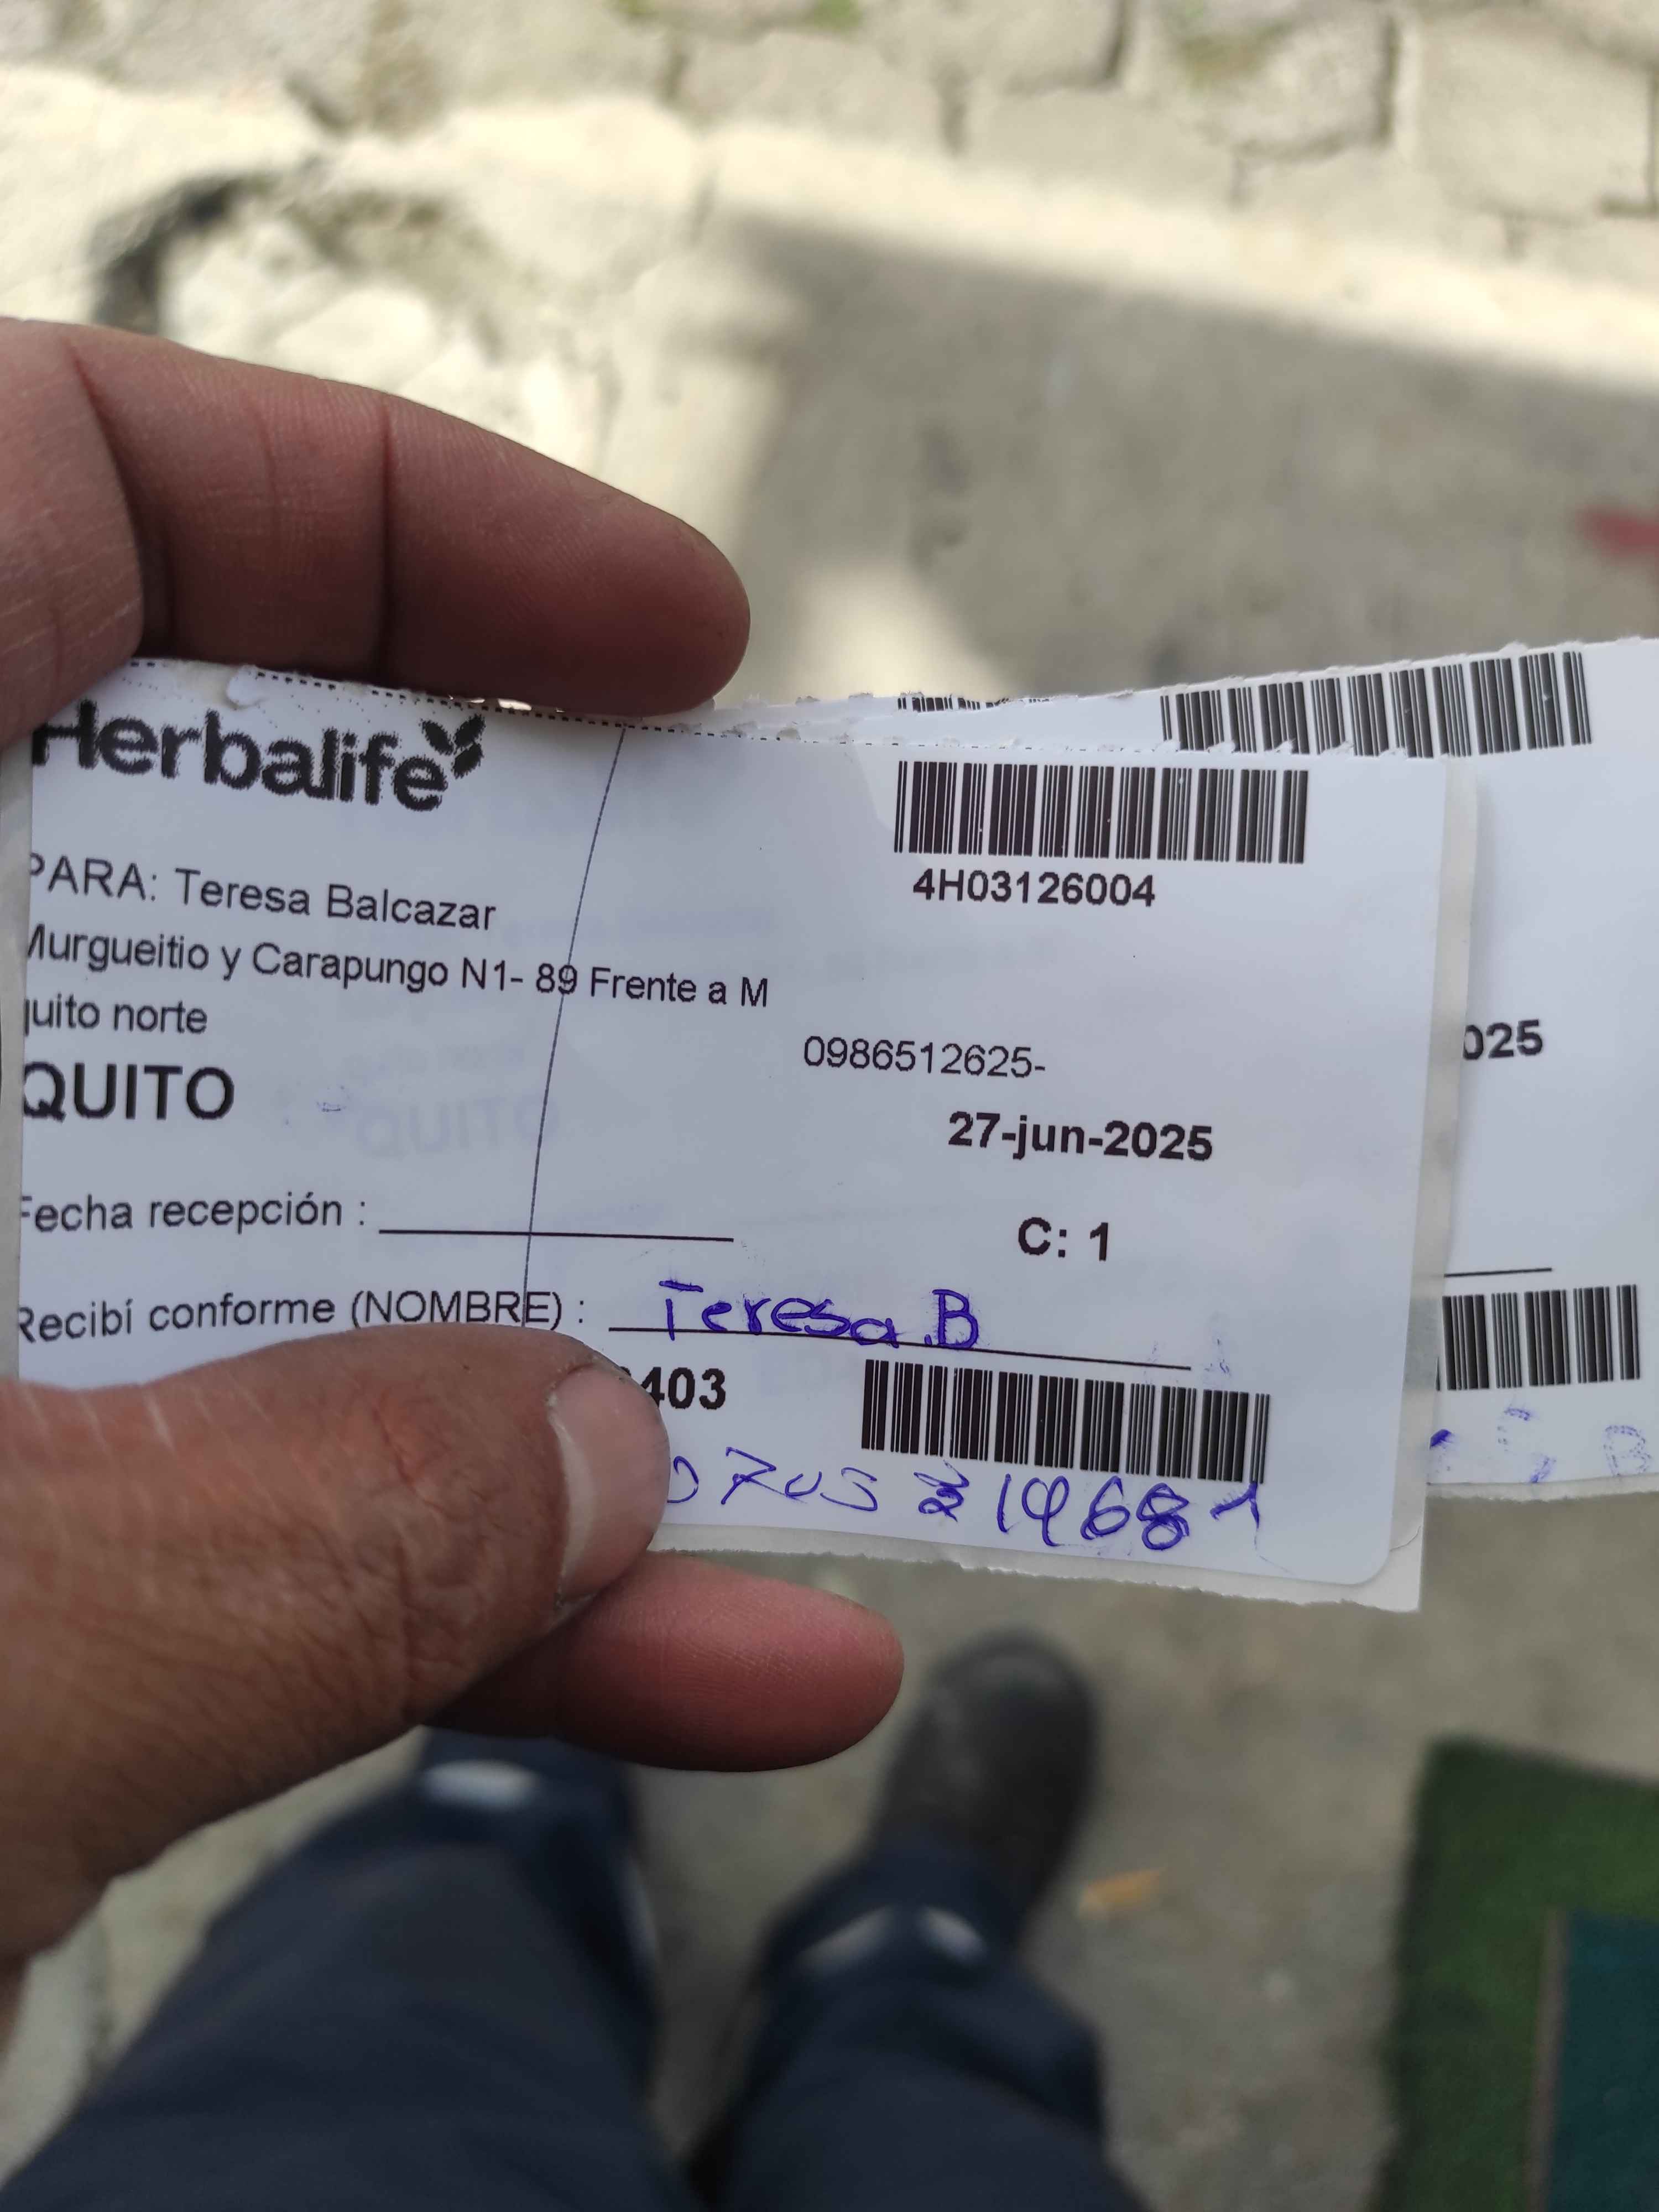 Herbalife
4H03126004
PARA: Teresa Balcazar
Murgueitio y Carapungo N1- 89 Frente a M
quito norte
0986512625-
QUITO
27-jun-2025
025
Fecha recepción :
C: 1
Recibí conforme (NOMBRE) : Teresa.B
403